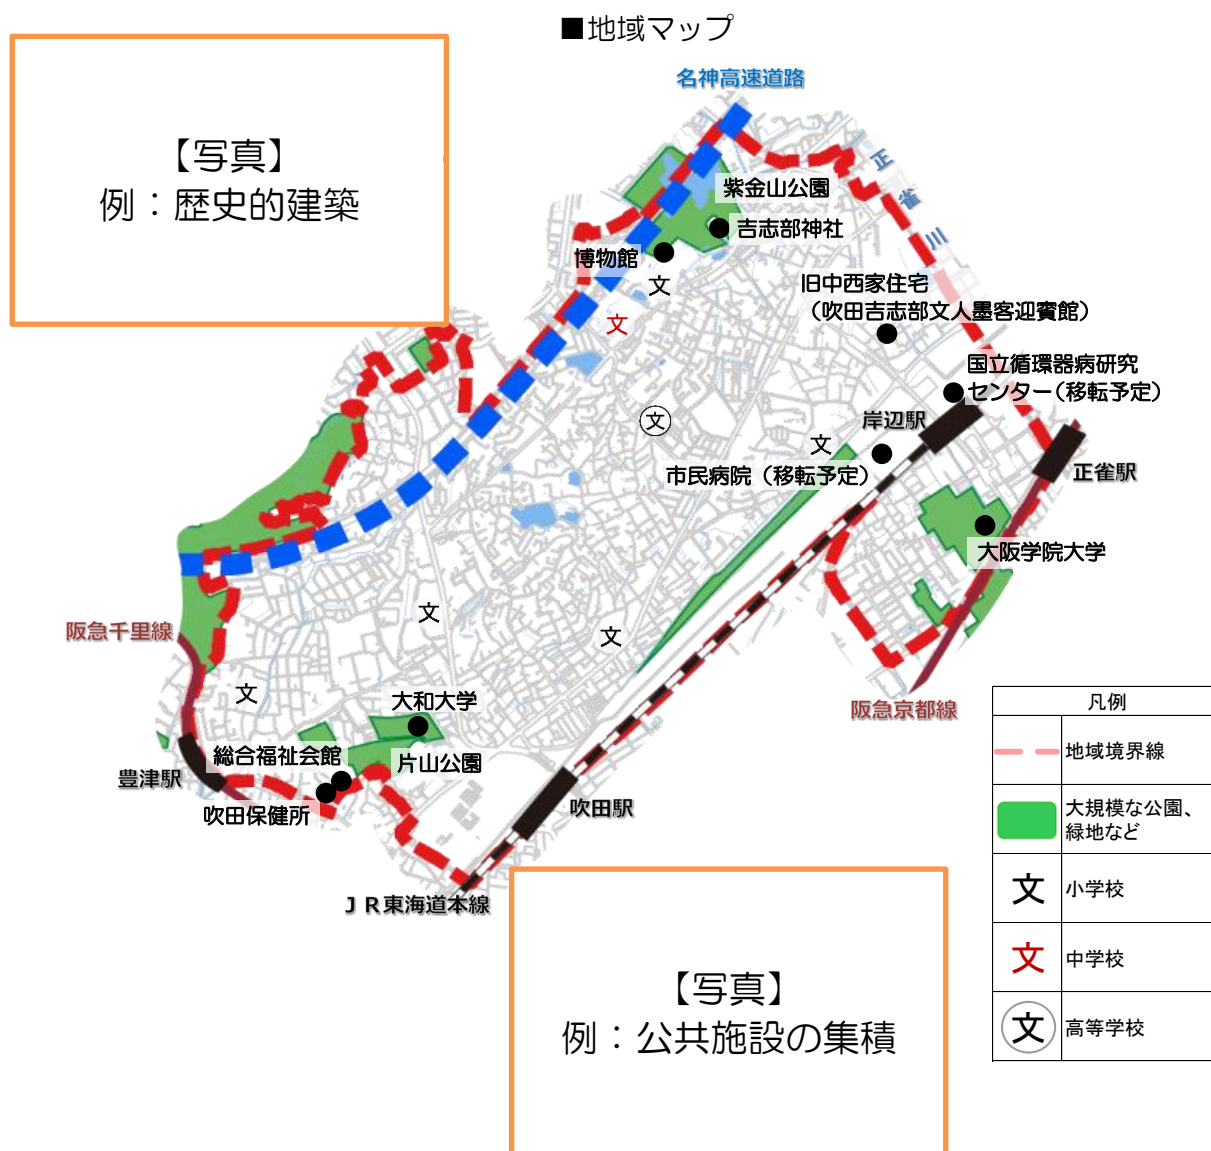 ■地域マップ
【写真】
例：歴史的建築
名神高速道路
正雀川
紫金山公園
吉志部神社
博物館
文
文
旧中西家住宅
（吹田吉志部文人墨客迎賓館）
国立循環器病研究
センター（移転予定）
岸辺駅
文
文
市民病院（移転予定）
正雀駅
大阪学院大学
文
文
阪急千里線
文
大和大学
阪急京都線
総合福祉会館
片山公園
豊津駅
吹田保健所
吹田駅
ＪＲ東海道本線
【写真】
例：公共施設の集積
凡例
地域境界線
大規模な公園、
緑地など
文 小学校
文 中学校
文 高等学校